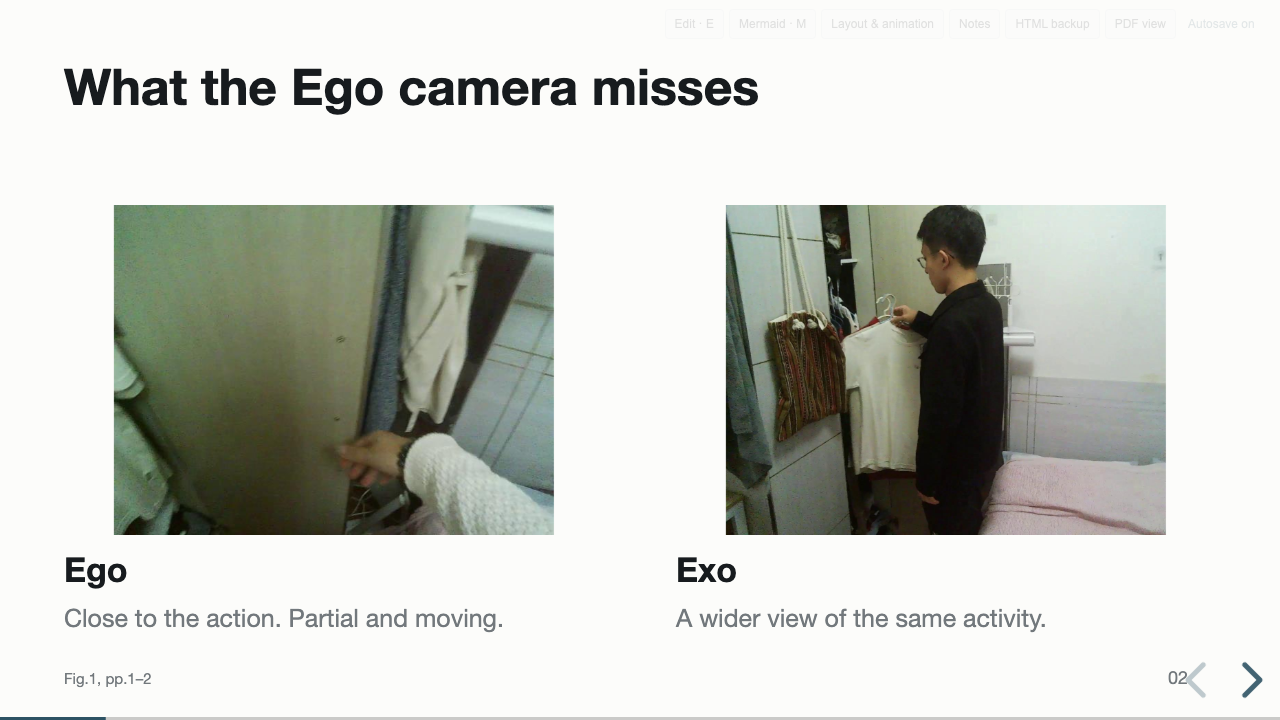 Edit · E
Mermaid · M
Layout & animation
Notes
HTML backup
PDF view
Autosave on
What the Ego camera misses
Ego
Close to the action. Partial and moving.
Exo
A wider view of the same activity.
Fig.1, pp.1–2
02